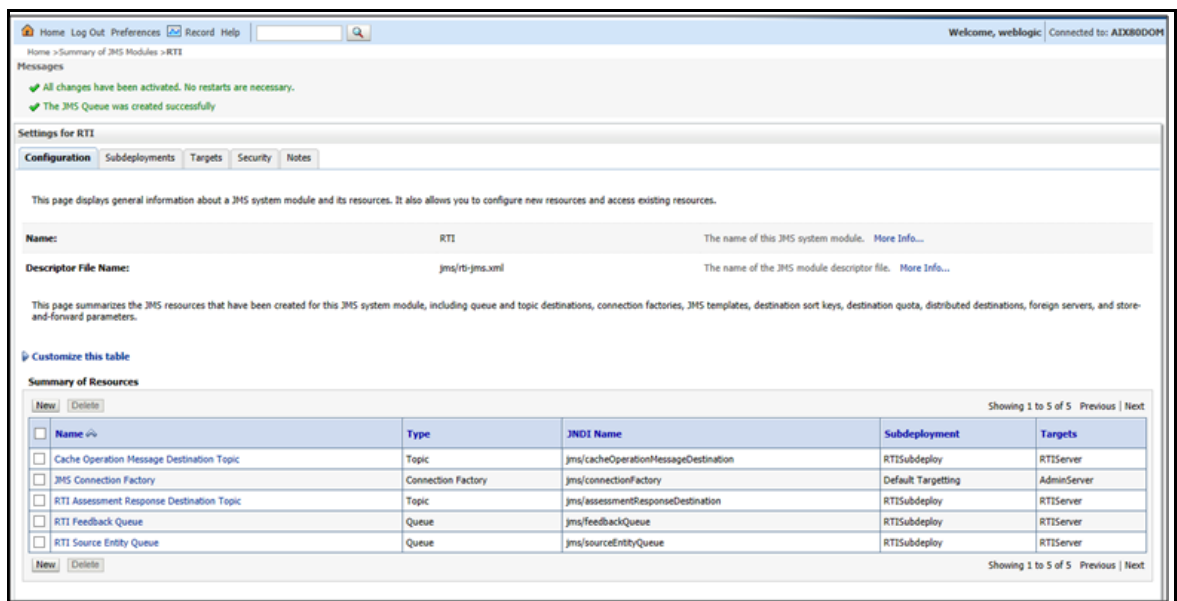 Home Log Out Preferences Record Help
Welcome, weblogic Connected to: AIX80DOM
Home >Summary of JMS Modules >RTI
Messages
All changes have been activated. No restarts are necessary.
The JMS Queue was created successfully
Settings for RTI
Configuration Subdeployments Targets Security Notes
This page displays general information about a JMS system module and its resources. It also allows you to configure new resources and access existing resources.
Name: RTI The name of this JMS system module. More Info...
Descriptor File Name: jms/rti-jms.xml The name of the JMS module descriptor file. More Info...
This page summarizes the JMS resources that have been created for this JMS system module, including queue and topic destinations, connection factories, JMS templates, destination sort keys, destination quota, distributed destinations, foreign servers, and store-
and-forward parameters.
Customize this table
Summary of Resources
New Delete Showing 1 to 5 of 5 Previous | Next
Name Type JNDI Name Subdeployment Targets
Cache Operation Message Destination Topic Topic jms/cacheOperationMessageDestination RTISubdeploy RTIServer
JMS Connection Factory Connection Factory jms/connectionFactory Default Targetting AdminServer
RTI Assessment Response Destination Topic Topic jms/assessmentResponseDestination RTISubdeploy RTIServer
RTI Feedback Queue Queue jms/feedbackQueue RTISubdeploy RTIServer
RTI Source Entity Queue Queue jms/sourceEntityQueue RTISubdeploy RTIServer
New Delete Showing 1 to 5 of 5 Previous | Next